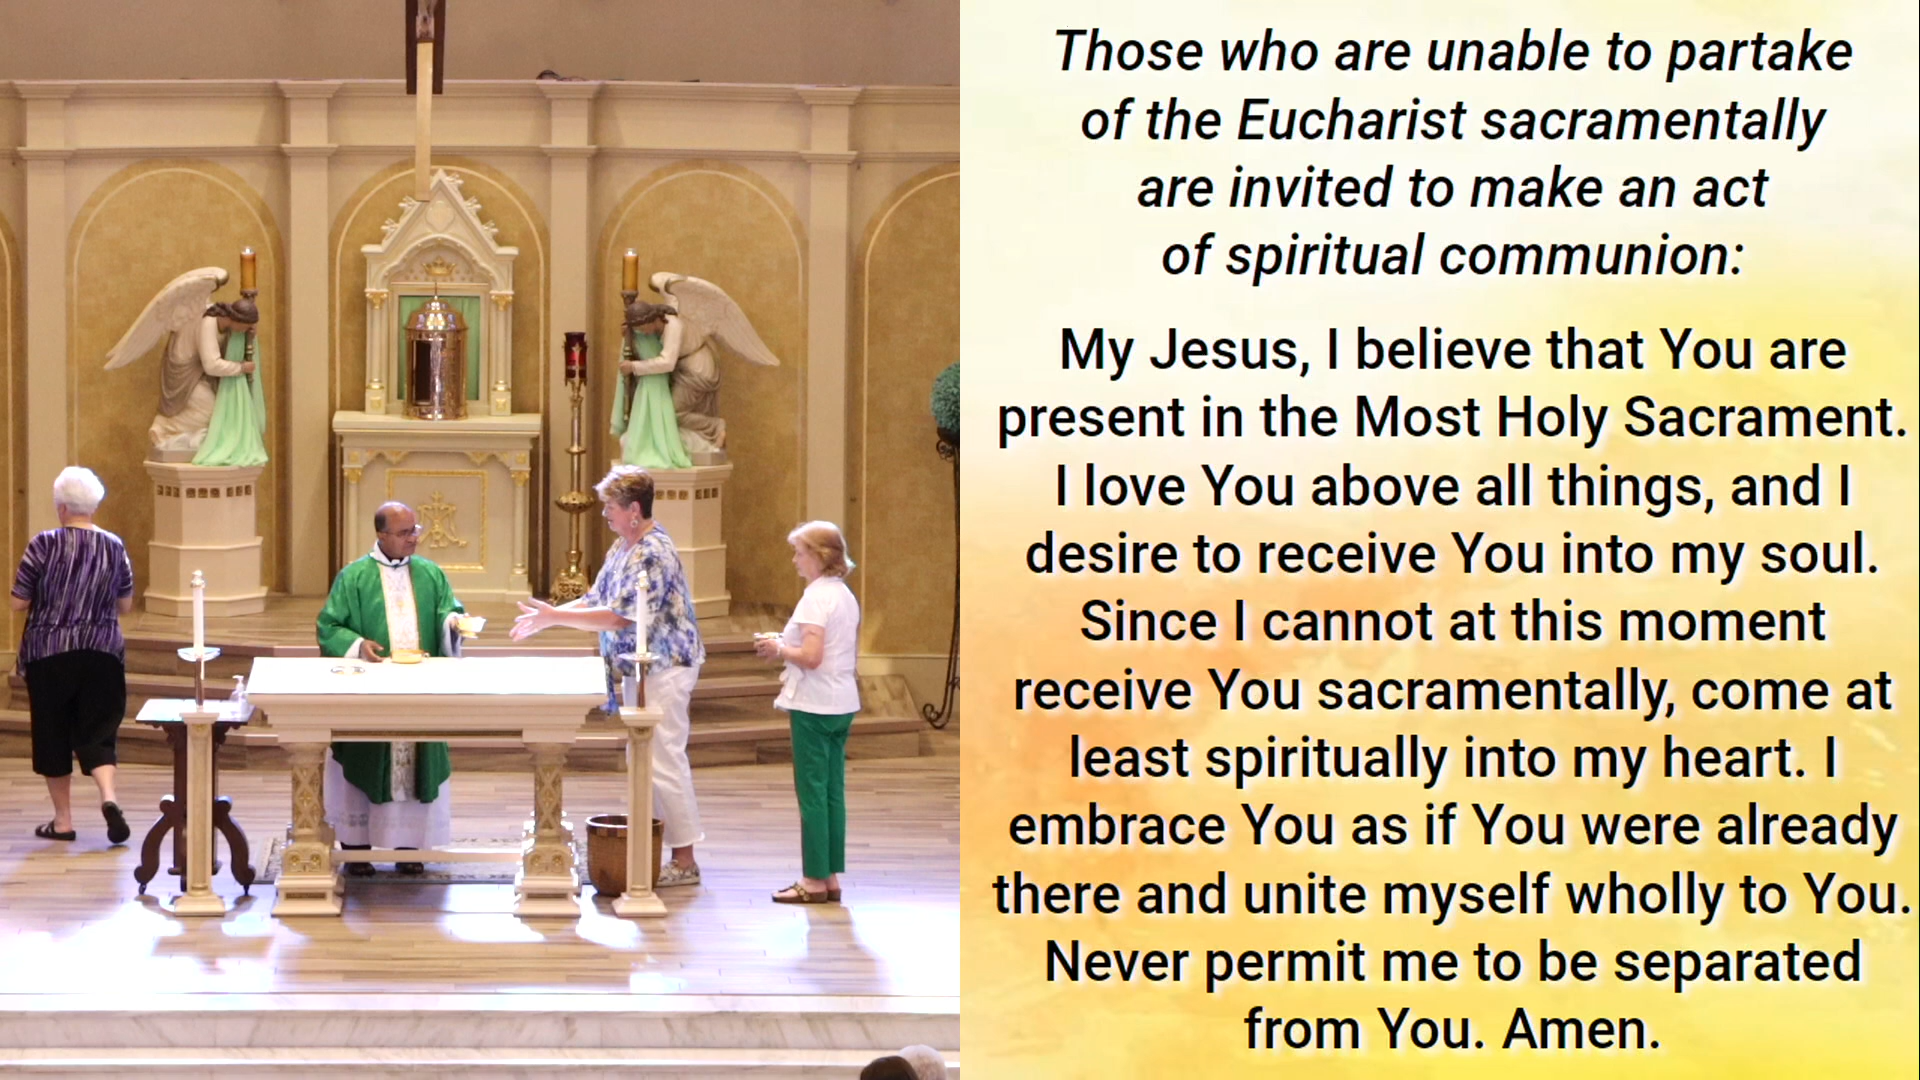 Those who are unable to partake
of the Eucharist sacramentally
are invited to make an act
of spiritual communion:
My Jesus, I believe that You are
present in the Most Holy Sacrament.
I love You above all things, and I
desire to receive You into my soul.
Since I cannot at this moment
receive You sacramentally, come at
least spiritually into my heart. I
embrace You as if You were already
there and unite myself wholly to You.
Never permit me to be separated
from You. Amen.